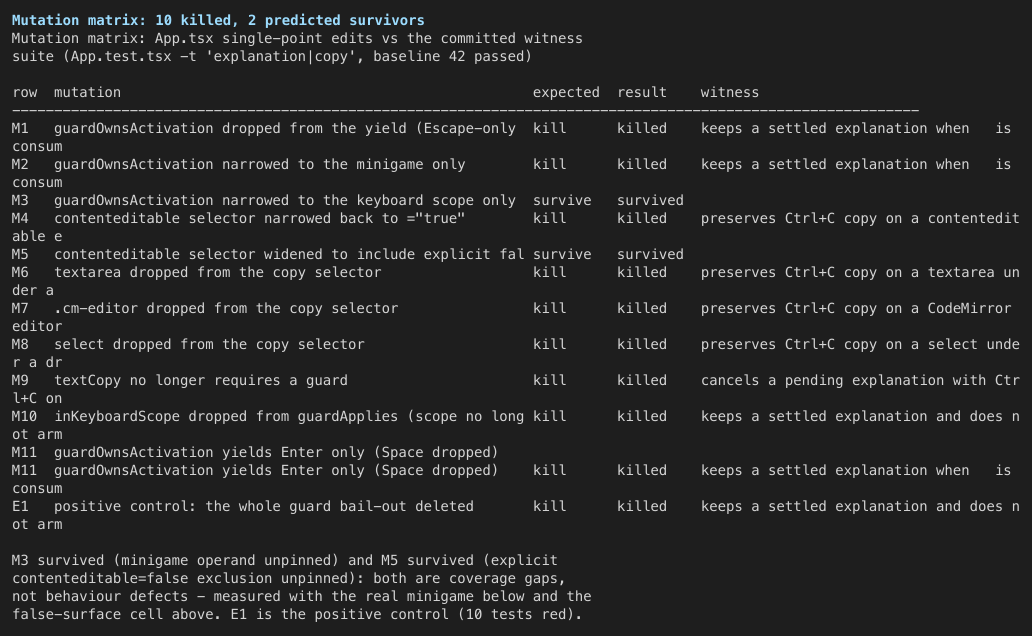 Mutation matrix: 10 killed, 2 predicted survivors
Mutation matrix: App.tsx single-point edits vs the committed witness
suite (App.test.tsx -t 'explanation|copy', baseline 42 passed)
row  mutation                                                 expected  result    witness
------------------------------------------------------------------------------------------------------------
M1   guardOwnsActivation dropped from the yield (Escape-only  kill      killed    keeps a settled explanation when   is
consum
M2   guardOwnsActivation narrowed to the minigame only        kill      killed    keeps a settled explanation when   is
consum
M3   guardOwnsActivation narrowed to the keyboard scope only  survive   survived
M4   contenteditable selector narrowed back to ="true"        kill      killed    preserves Ctrl+C copy on a contentedit
able e
M5   contenteditable selector widened to include explicit fal survive   survived
M6   textarea dropped from the copy selector                  kill      killed    preserves Ctrl+C copy on a textarea un
der a
M7   .cm-editor dropped from the copy selector                kill      killed    preserves Ctrl+C copy on a CodeMirror
editor
M8   select dropped from the copy selector                    kill      killed    preserves Ctrl+C copy on a select unde
r a dr
M9   textCopy no longer requires a guard                      kill      killed    cancels a pending explanation with Ctr
l+C on
M10  inKeyboardScope dropped from guardApplies (scope no long kill      killed    keeps a settled explanation and does n
ot arm
M11  guardOwnsActivation yields Enter only (Space dropped)
M11  guardOwnsActivation yields Enter only (Space dropped)    kill      killed    keeps a settled explanation when   is
consum
E1   positive control: the whole guard bail-out deleted       kill      killed    keeps a settled explanation and does n
ot arm
M3 survived (minigame operand unpinned) and M5 survived (explicit
contenteditable=false exclusion unpinned): both are coverage gaps,
not behaviour defects - measured with the real minigame below and the
false-surface cell above. E1 is the positive control (10 tests red).